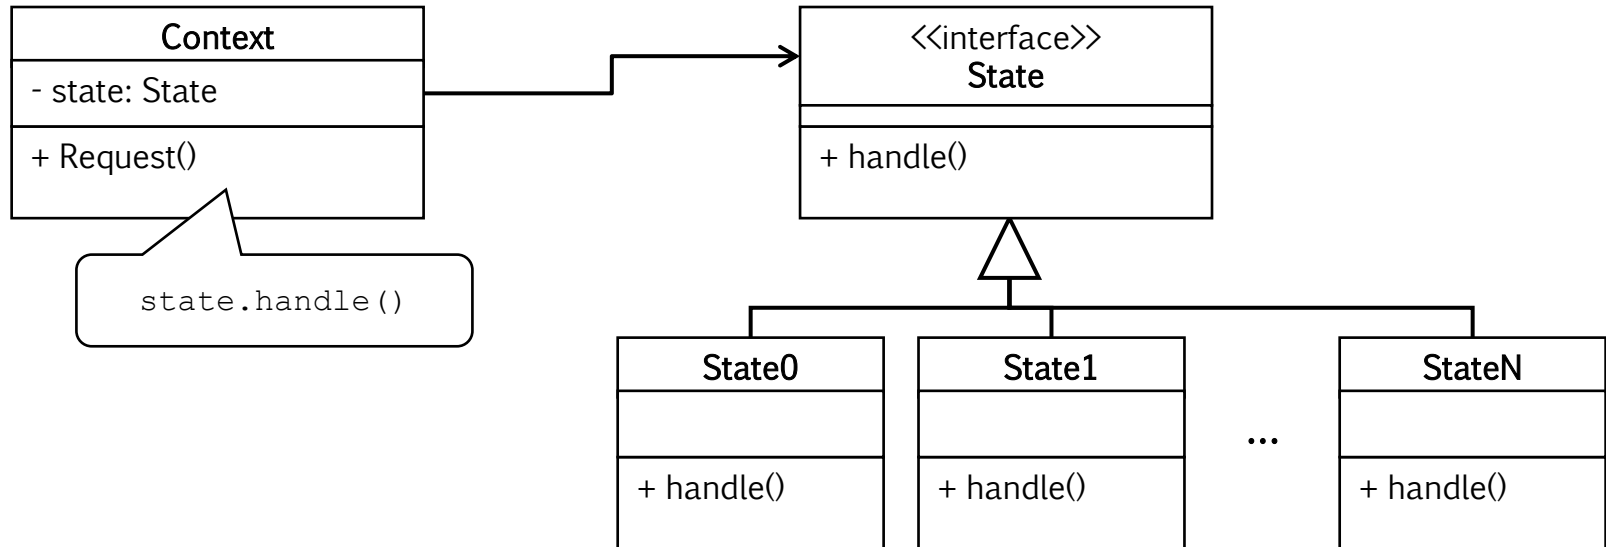 Context
- state: State
+ Request()
state.handle()
<<interface>>
State
+ handle()
State0
+ handle()
State1
+ handle()
...
StateN
+ handle()